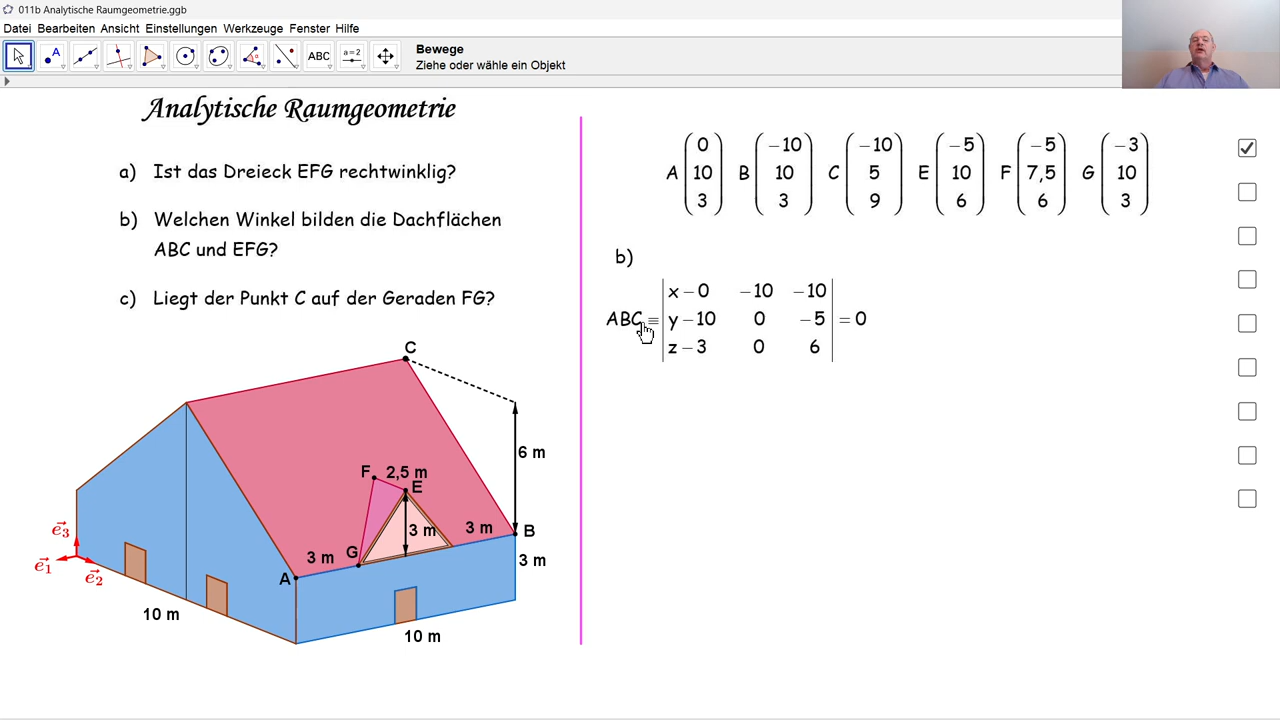 011b Analytische Raumgeometrie.ggb
Datei Bearbeiten Ansicht Einstellungen Werkzeuge Fenster Hilfe
A ABC a=2 Bewege
Ziehe oder wähle ein Objekt
Analytische Raumgeometrie
a) Ist das Dreieck EFG rechtwinklig?
b) Welchen Winkel bilden die Dachflächen
ABC und EFG?
c) Liegt der Punkt C auf der Geraden FG?
0 −10 −10 −5 −5 −3
A 10 B 10 C 5 E 10 F 7,5 G 10
3 3 9 6 6 3
b)
x − 0 −10 −10
ABC ≡ y − 10 0 −5 = 0
z − 3 0 6
C
6 m
F 2,5 m
E
3 m 3 m B
3 m G
3 m
A
e₃
e₁ e₂
10 m
10 m